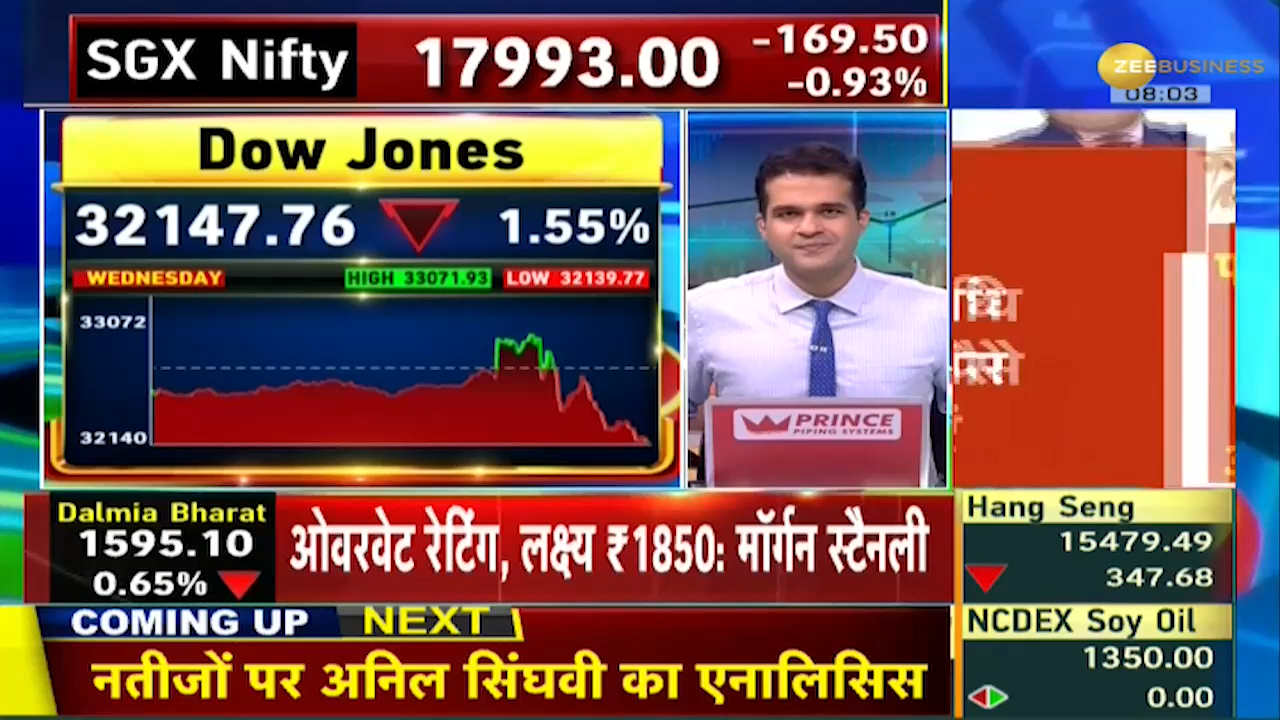 SGX Nifty 17993.00 -169.50
-0.93%
ZEEBUSINESS
08:03
Dow Jones
32147.76 1.55%
WEDNESDAY HIGH 33071.93 LOW 32139.77
33072
32140
PRINCE
PIPING SYSTEMS
Dalmia Bharat
1595.10
0.65%
ओवरवेट रेटिंग, लक्ष्य ₹1850: मॉर्गन स्टैनली
Hang Seng
15479.49
347.68
NCDEX Soy Oil
1350.00
0.00
COMING UP NEXT
नतीजों पर अनिल सिंघवी का एनालिसिस